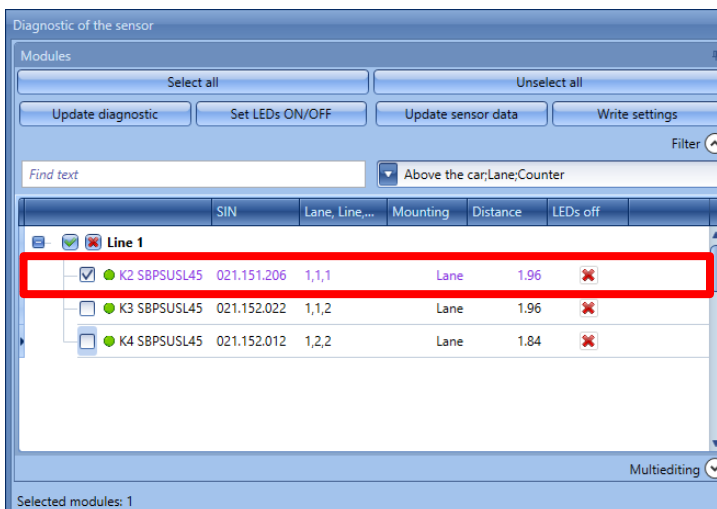 Diagnostic of the sensor
Modules
Select all Unselect all
Update diagnostic Set LEDs ON/OFF Update sensor data Write settings
Filter
Find text Above the car;Lane;Counter
SIN Lane, Line,... Mounting Distance LEDs off
Line 1
K2 SBPSUSL45 021.151.206 1,1,1 Lane 1.96
K3 SBPSUSL45 021.152.022 1,1,2 Lane 1.96
K4 SBPSUSL45 021.152.012 1,2,2 Lane 1.84
Multiediting
Selected modules: 1